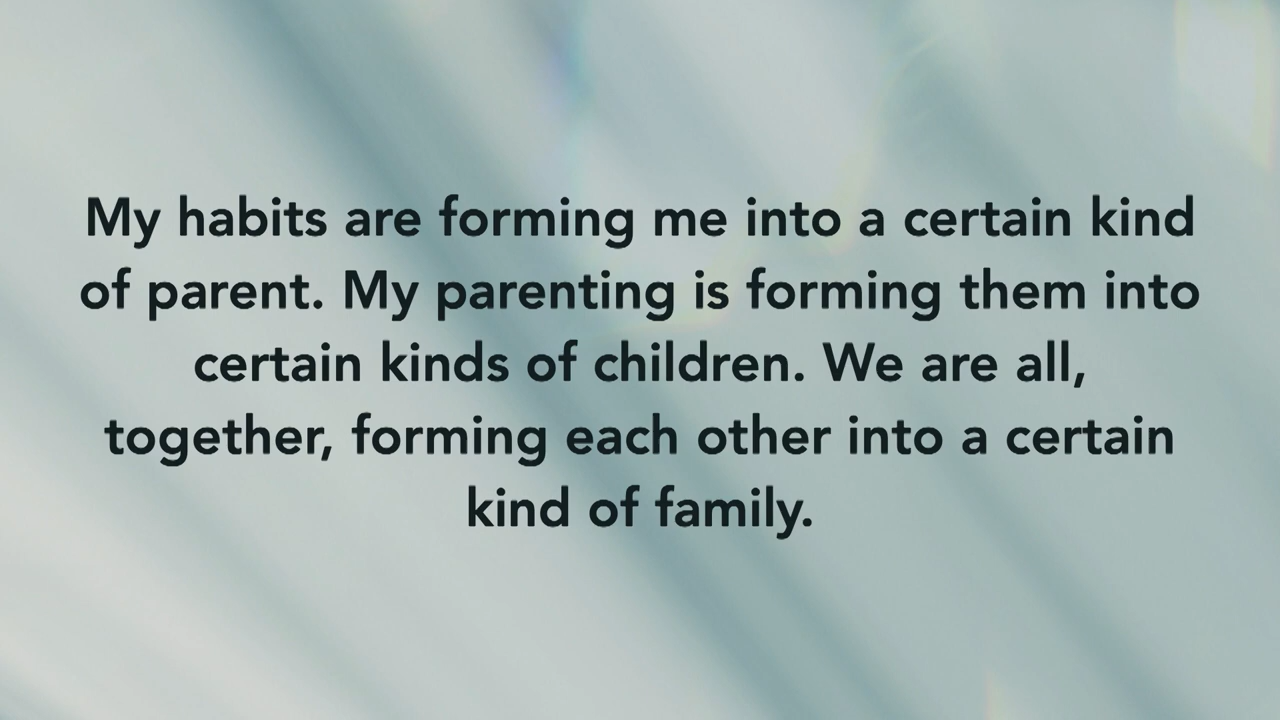 My habits are forming me into a certain kind
of parent. My parenting is forming them into
certain kinds of children. We are all,
together, forming each other into a certain
kind of family.